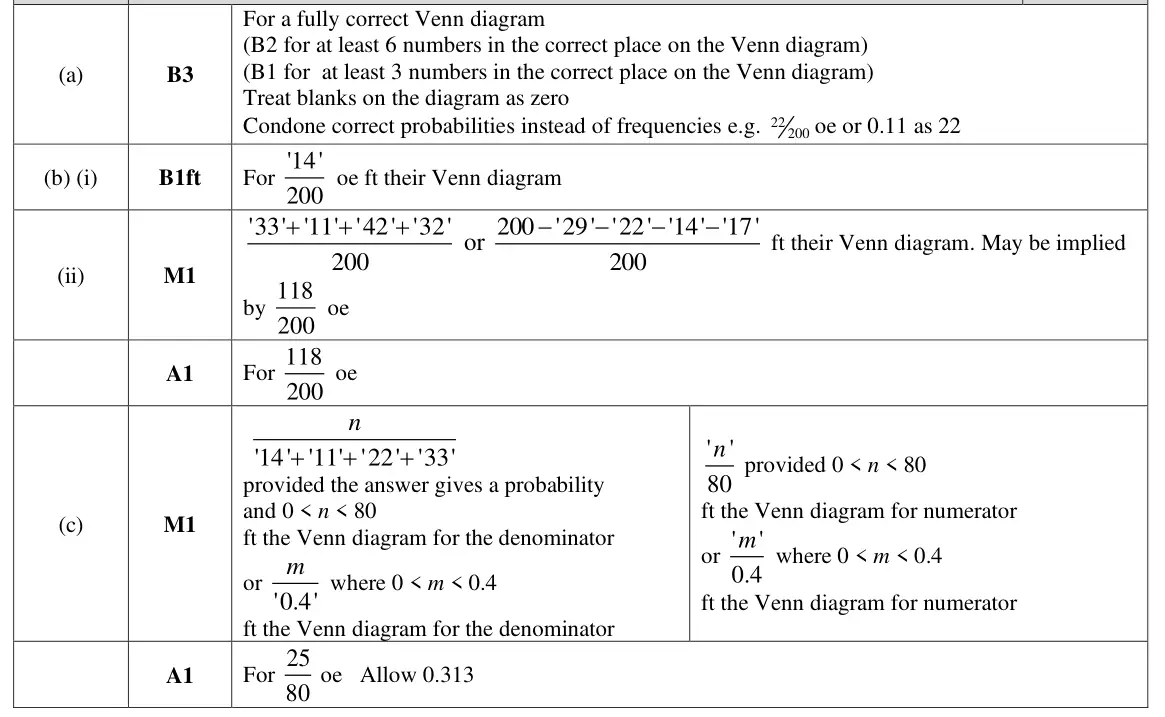 (a)
B3
For a fully correct Venn diagram
(B2 for at least 6 numbers in the correct place on the Venn diagram)
(B1 for  at least 3 numbers in the correct place on the Venn diagram)
Treat blanks on the diagram as zero
Condone correct probabilities instead of frequencies e.g. 22⁄200 oe or 0.11 as 22
(b) (i)
B1ft
For '14'/200 oe ft their Venn diagram
(ii)
M1
'33'+'11'+'42'+'32'/200 or 200−'29'−'22'−'14'−'17'/200 ft their Venn diagram. May be implied
by 118/200 oe
A1
For 118/200 oe
(c)
M1
n/'14'+'11'+'22'+'33'
provided the answer gives a probability
and 0 < n < 80
ft the Venn diagram for the denominator
or m/'0.4' where 0 < m < 0.4
ft the Venn diagram for the denominator
'n'/80 provided 0 < n < 80
ft the Venn diagram for numerator
or 'm'/0.4 where 0 < m < 0.4
ft the Venn diagram for numerator
A1
For 25/80 oe   Allow 0.313